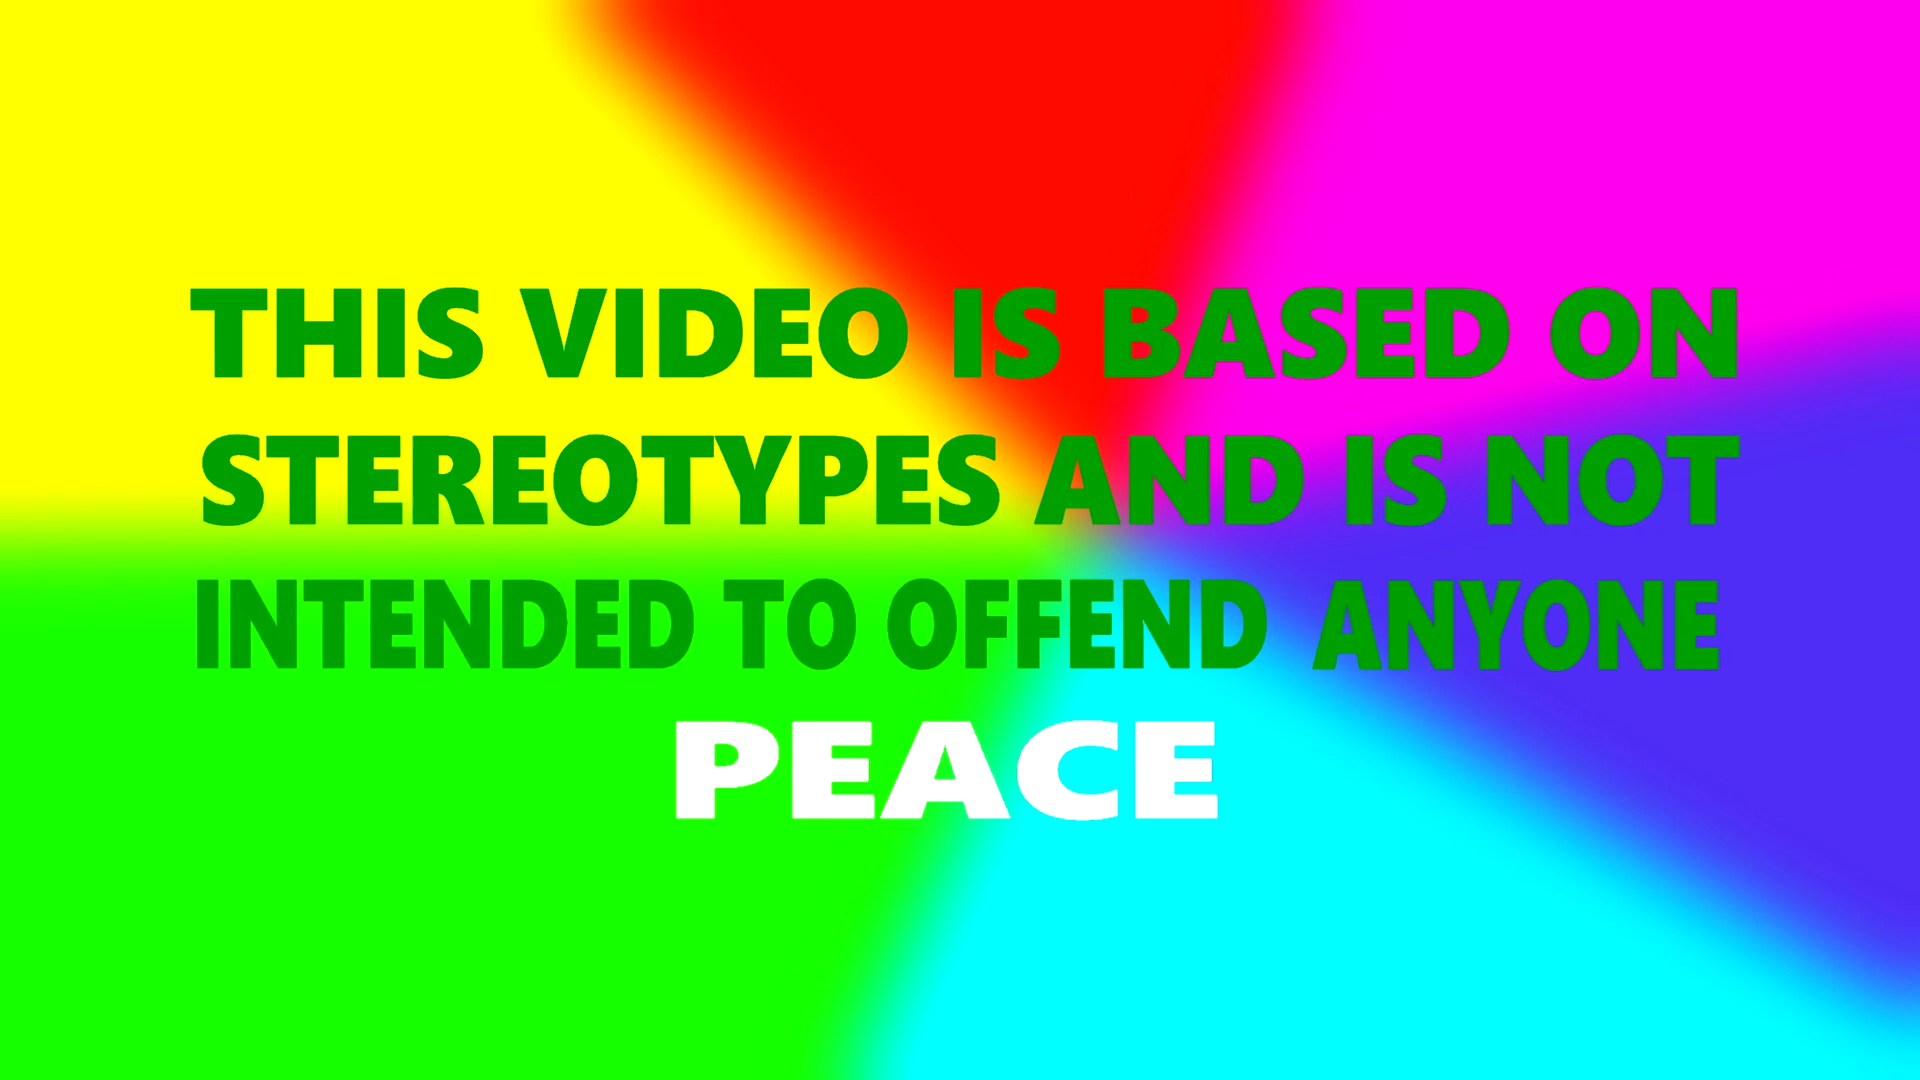 THIS VIDEO IS BASED ON
STEREOTYPES AND IS NOT
INTENDED TO OFFEND ANYONE
PEACE